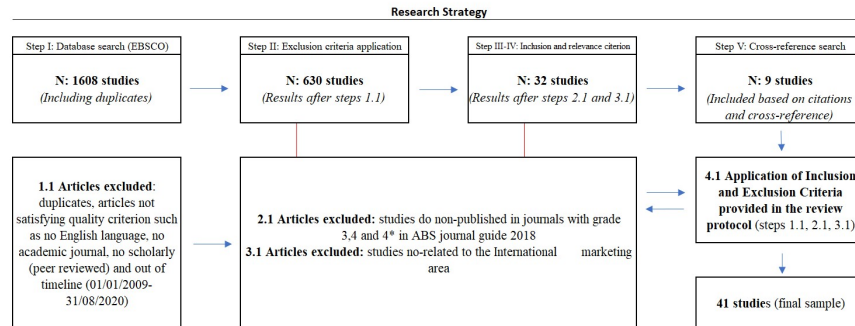 Research Strategy
Step I: Database search (EBSCO)
N: 1608 studies
(Including duplicates)
Step II: Exclusion criteria application
N: 630 studies
(Results after steps 1.1)
Step III-IV: Inclusion and relevance criterion
N: 32 studies
(Results after steps 2.1 and 3.1)
Step V: Cross-reference search
N: 9 studies
(Included based on citations
and cross-reference)
1.1 Articles excluded:
duplicates, articles not
satisfying quality criterion such
as no English language, no
academic journal, no scholarly
(peer reviewed) and out of
timeline (01/01/2009-
31/08/2020)
2.1 Articles excluded: studies do non-published in journals with grade
3,4 and 4* in ABS journal guide 2018
3.1 Articles excluded: studies no-related to the International marketing
area
4.1 Application of Inclusion
and Exclusion Criteria
provided in the review
protocol (steps 1.1, 2.1, 3.1)
41 studies (final sample)